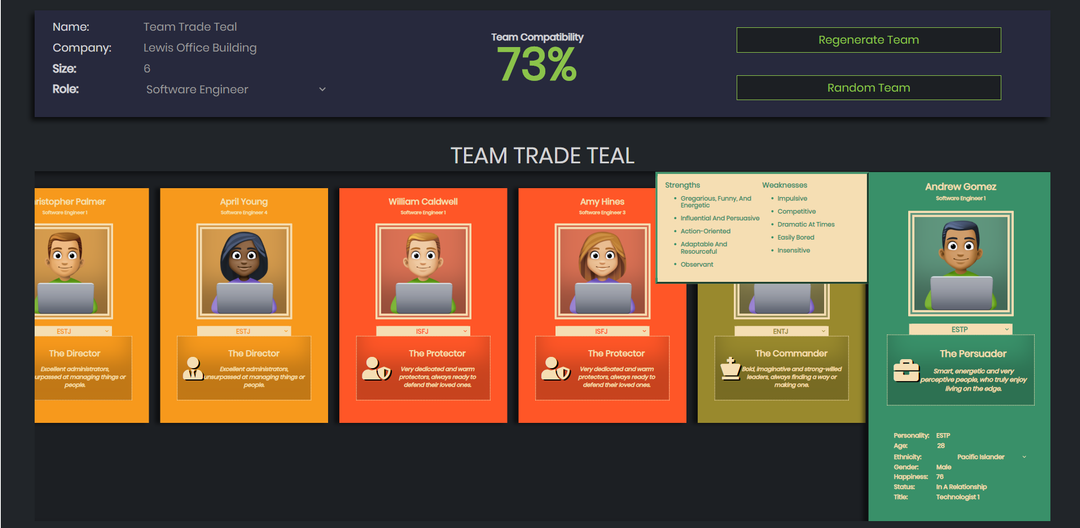 Name: Team Trade Teal
Company: Lewis Office Building
Size: 6
Role: Software Engineer
Team Compatibility
73%
Regenerate Team
Random Team
TEAM TRADE TEAL
ristopher Palmer
Software Engineer 1
ESTJ
The Director
Excellent administrators,
unsurpassed at managing things or
people.
April Young
Software Engineer 4
ESTJ
The Director
Excellent administrators,
unsurpassed at managing things or
people.
William Caldwell
Software Engineer 1
ISFJ
The Protector
Very dedicated and warm
protectors, always ready to
defend their loved ones.
Amy Hines
Software Engineer 3
ISFJ
The Protector
Very dedicated and warm
protectors, always ready to
defend their loved ones.
Strengths
Gregarious, Funny, And
Energetic
Influential And Persuasive
Action-Oriented
Adaptable And
Resourceful
Observant
Weaknesses
Impulsive
Competitive
Dramatic At Times
Easily Bored
Insensitive
ENTJ
The Commander
Bold, imaginative and strong-willed
leaders, always finding a way or
making one.
Andrew Gomez
Software Engineer 1
ESTP
The Persuader
Smart, energetic and very
perceptive people, who truly enjoy
living on the edge.
Personality: ESTP
Age: 28
Ethnicity: Pacific Islander
Gender: Male
Happiness: 76
Status: In A Relationship
Title: Technologist 1